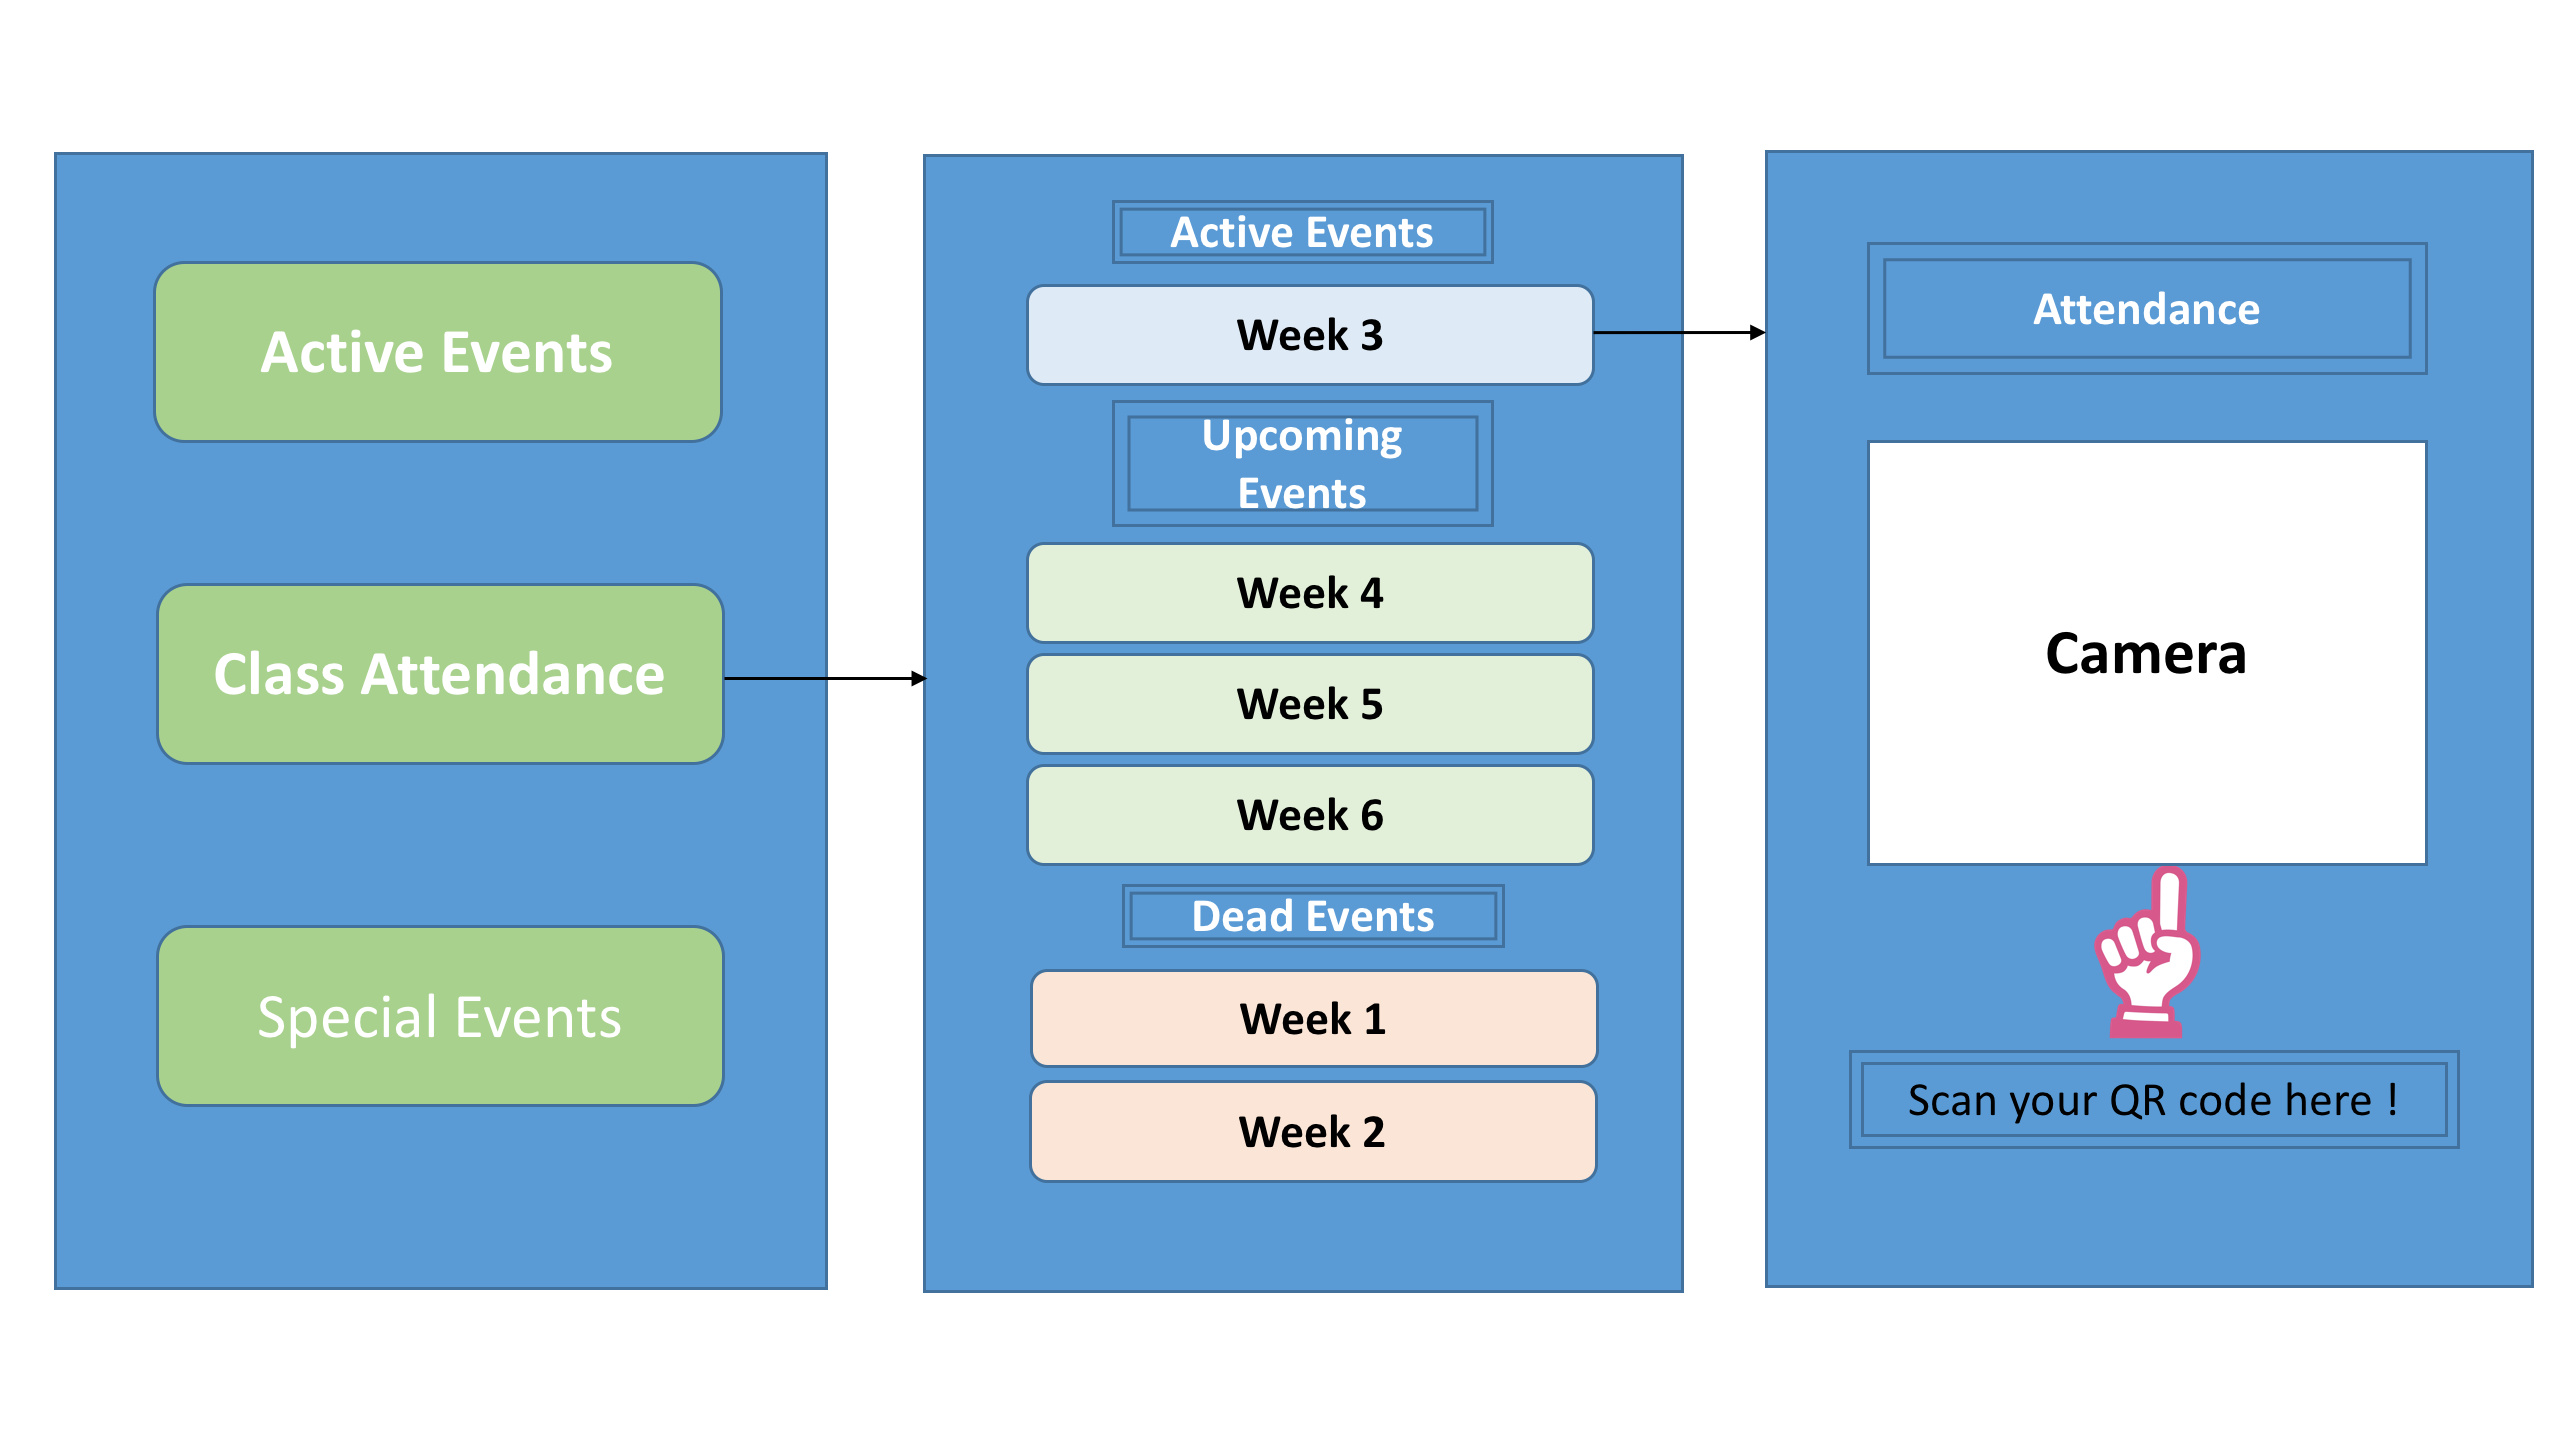 Active Events
Class Attendance
Special Events
Active Events
Week 3
Upcoming
Events
Week 4
Week 5
Week 6
Dead Events
Week 1
Week 2
Attendance
Camera
Scan your QR code here !